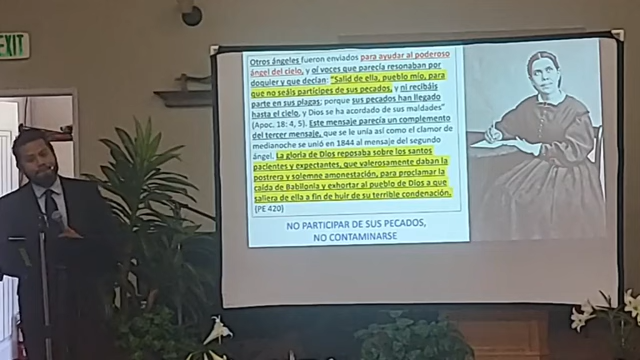 EXIT
Otros ángeles fueron enviados para ayudar al poderoso
ángel del cielo, y oí voces que parecía resonaban por
doquier y que decían: "Salid de ella, pueblo mío, para
que no seáis partícipes de sus pecados, y ni recibáis
parte en sus plagas; porque sus pecados han llegado
hasta el cielo, y Dios se ha acordado de sus maldades"
(Apoc. 18: 4, 5). Este mensaje parecía un complemento
del tercer mensaje, que se le unía así como el clamor de
medianoche se unió en 1844 al mensaje del segundo
ángel. La gloria de Dios reposaba sobre los santos
pacientes y expectantes, que valerosamente daban la
postrera y solemne amonestación, para proclamar la
caída de Babilonia y exhortar al pueblo de Dios a que
saliera de ella a fin de huir de su terrible condenación.
(PE 420)
NO PARTICIPAR DE SUS PECADOS,
NO CONTAMINARSE